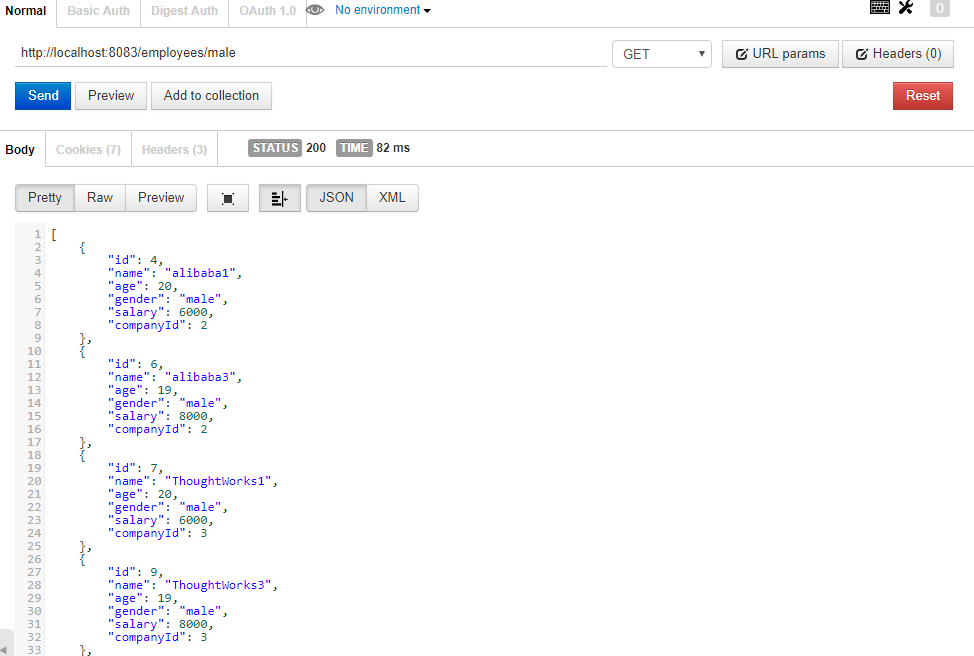 Normal Basic Auth Digest Auth OAuth 1.0 No environment 0
http://localhost:8083/employees/male GET URL params Headers (0)
Send Preview Add to collection Reset
Body Cookies (7) Headers (3) STATUS 200 TIME 82 ms
Pretty Raw Preview JSON XML
1 [
2 {
3 "id": 4,
4 "name": "alibaba1",
5 "age": 20,
6 "gender": "male",
7 "salary": 6000,
8 "companyId": 2
9 },
10 {
11 "id": 6,
12 "name": "alibaba3",
13 "age": 19,
14 "gender": "male",
15 "salary": 8000,
16 "companyId": 2
17 },
18 {
19 "id": 7,
20 "name": "ThoughtWorks1",
21 "age": 20,
22 "gender": "male",
23 "salary": 6000,
24 "companyId": 3
25 },
26 {
27 "id": 9,
28 "name": "ThoughtWorks3",
29 "age": 19,
30 "gender": "male",
31 "salary": 8000,
32 "companyId": 3
33 },